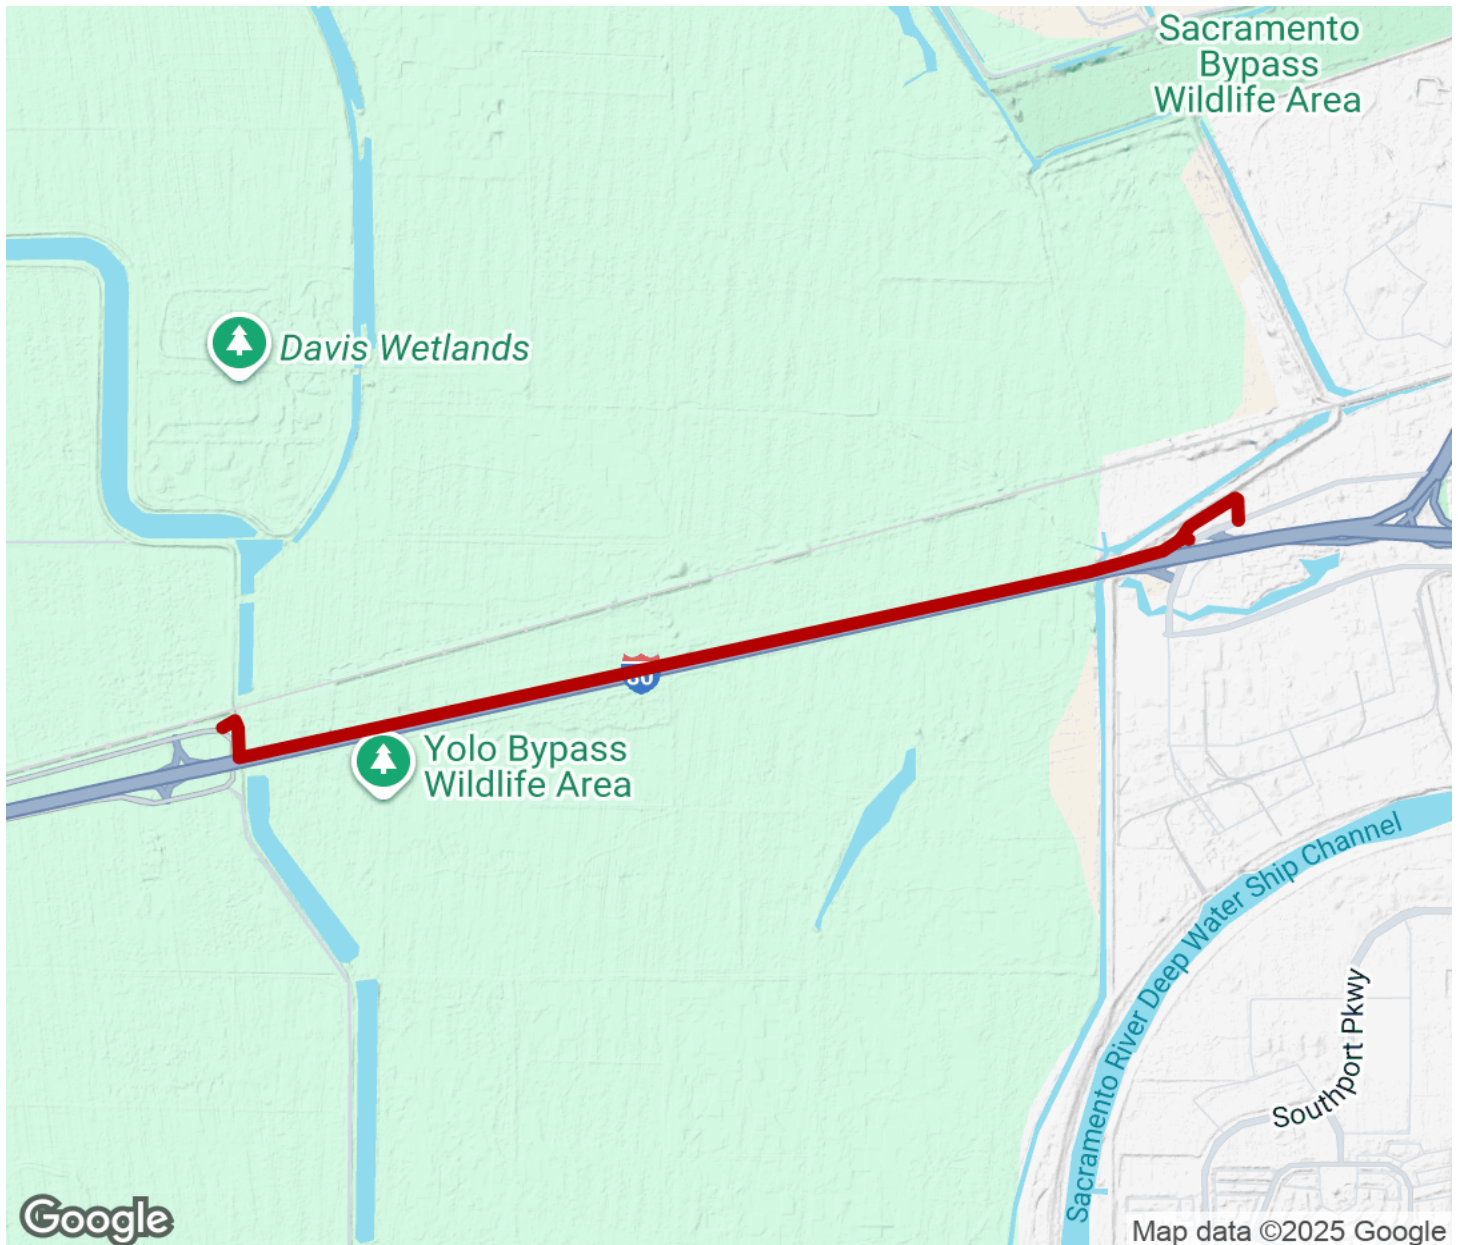 Sacramento
Bypass
Wildlife Area
Davis Wetlands
80
Yolo Bypass
Wildlife Area
Sacramento River Deep Water Ship Channel
Southport Pkwy
Google
Map data ©2025 Google